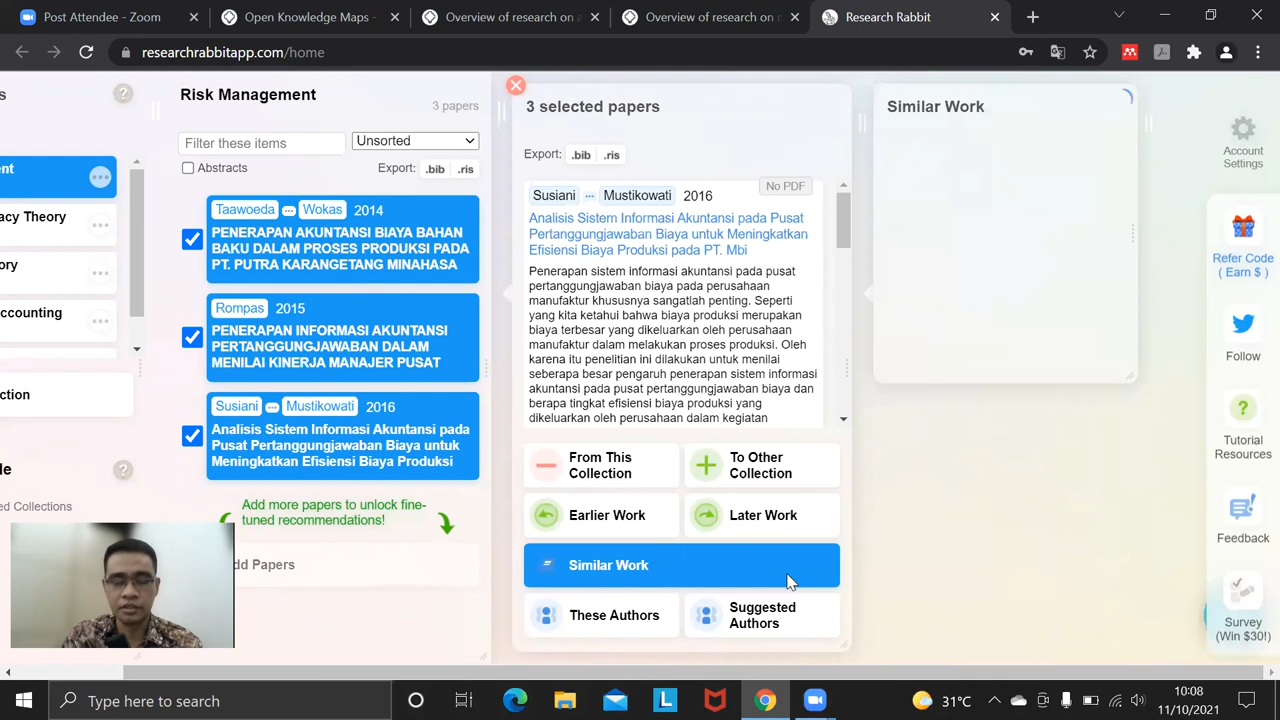 Post Attendee - Zoom
Open Knowledge Maps -
Overview of research on a
Overview of research on n
Research Rabbit
researchrabbitapp.com/home
s
?
Risk Management
3 papers
Filter these items
Unsorted
Abstracts
Export:
.bib
.ris
nt
acy Theory
ory
ccounting
ction
le
?
ed Collections
Taawoeda ... Wokas 2014
PENERAPAN AKUNTANSI BIAYA BAHAN
BAKU DALAM PROSES PRODUKSI PADA
PT. PUTRA KARANGETANG MINAHASA
Rompas 2015
PENERAPAN INFORMASI AKUNTANSI
PERTANGGUNGJAWABAN DALAM
MENILAI KINERJA MANAJER PUSAT
Susiani ... Mustikowati 2016
Analisis Sistem Informasi Akuntansi pada
Pusat Pertanggungjawaban Biaya untuk
Meningkatkan Efisiensi Biaya Produksi
Add more papers to unlock fine-
tuned recommendations!
dd Papers
3 selected papers
Export:
.bib
.ris
No PDF
Susiani ... Mustikowati 2016
Analisis Sistem Informasi Akuntansi pada Pusat
Pertanggungjawaban Biaya untuk Meningkatkan
Efisiensi Biaya Produksi pada PT. Mbi
Penerapan sistem informasi akuntansi pada pusat
pertanggungjawaban biaya pada perusahaan
manufaktur khususnya sangatlah penting. Seperti
yang kita ketahui bahwa biaya produksi merupakan
biaya terbesar yang dikeluarkan oleh perusahaan
manufaktur dalam melakukan proses produksi. Oleh
karena itu penelitian ini dilakukan untuk menilai
seberapa besar pengaruh penerapan sistem informasi
akuntansi pada pusat pertanggungjawaban biaya dan
berapa tingkat efisiensi biaya produksi yang
dikeluarkan oleh perusahaan dalam kegiatan
From This
Collection
To Other
Collection
Earlier Work
Later Work
Similar Work
These Authors
Suggested
Authors
Similar Work
Account
Settings
Refer Code
( Earn $ )
Follow
?
Tutorial
Resources
Feedback
Survey
(Win $30!)
Type here to search
L
31°C
10:08
11/10/2021